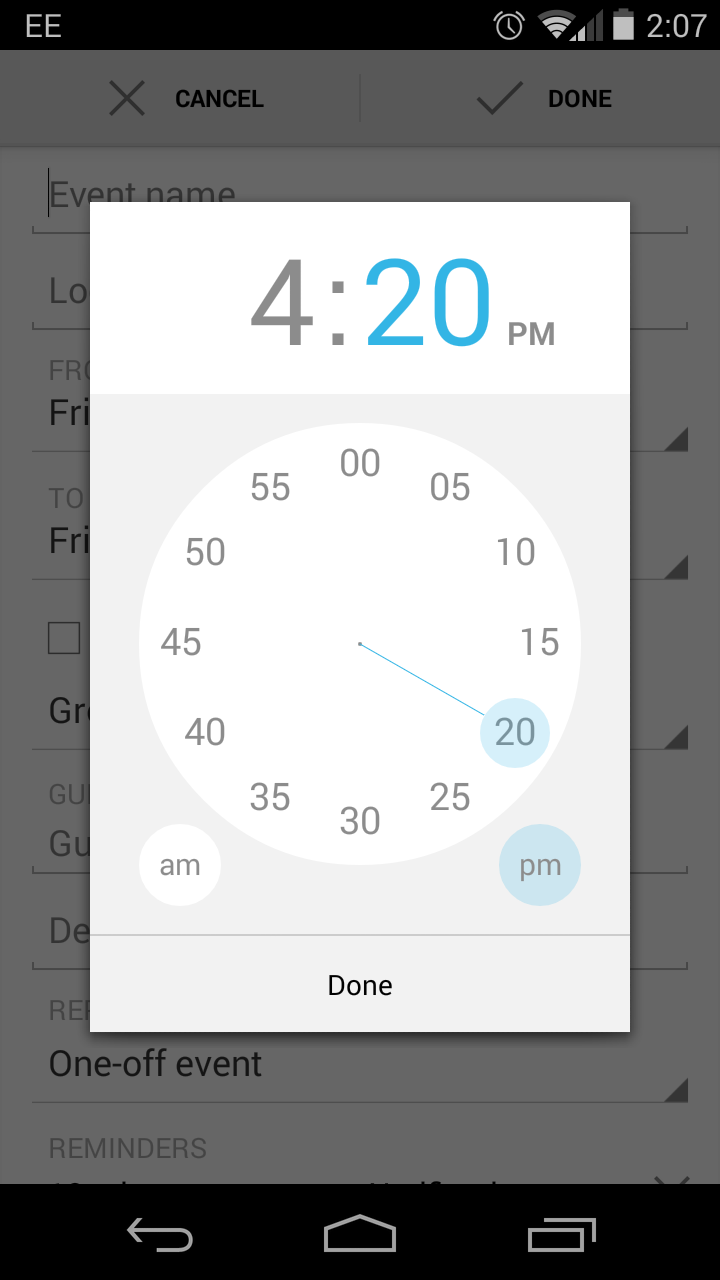 EE 2:07
CANCEL DONE
Event name
Lo
FRO
4:20 PM
Fri
TO
Fri
00
55 05
50 10
45 15
40 20
35 25
30
Gre
GU
Gu
am pm
De
Done
RE
One-off event
REMINDERS